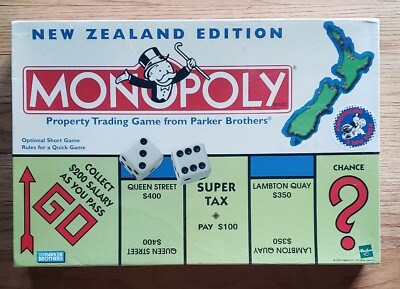 NEW ZEALAND EDITION
MONOPOLY
Property Trading Game from Parker Brothers®
Optional Short Game
Rules for a Quick Game
COLLECT
$200 SALARY
AS YOU PASS
GO
QUEEN STREET
$400
QUEEN STREET
$400
SUPER
TAX
PAY $100
LAMBTON QUAY
$350
LAMBTON QUAY
$350
CHANCE
?
PARKER
BROTHERS
Hasbro